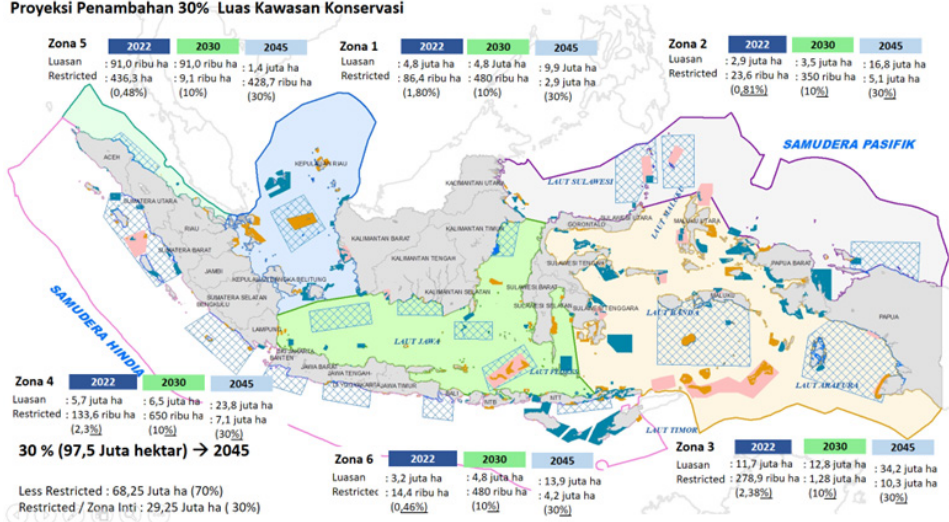 Proyeksi Penambahan 30% Luas Kawasan Konservasi
Zona 5 2022 2030 2045
Luasan : 91,0 ribu ha : 91,0 ribu ha : 1,4 juta ha
Restricted : 436,3 ha : 9,1 ribu ha : 428,7 ribu ha
(0,48%) (10%) (30%)
Zona 1 2022 2030 2045
Luasan : 4,8 juta ha : 4,8 Juta ha : 9,9 Juta ha
Restricted : 86,4 ribu ha : 480 ribu ha : 2,9 juta ha
(1,80%) (10%) (30%)
Zona 2 2022 2030 2045
Luasan : 2,9 juta ha : 3,5 juta ha : 16,8 juta ha
Restricted : 23,6 ribu ha : 350 ribu ha : 5,1 juta ha
(0,81%) (10%) (30%)
SAMUDERA PASIFIK
SAMUDERA HINDIA
LAUT SULAWESI
LAUT MALUKU
LAUT JAWA
LAUT FLORES
LAUT BANDA
LAUT ARAFURA
LAUT TIMOR
ACEH
SUMATERA UTARA
RIAU
SUMATERA BARAT
JAMBI
KEPULAUAN RIAU
KEPULAUAN BANGKA BELITUNG
SUMATERA SELATAN
BENGKULU
LAMPUNG
BANTEN
JAWA BARAT
JAWA TENGAH
JAWA TIMUR
BALI
NTB
NTT
KALIMANTAN BARAT
KALIMANTAN TENGAH
KALIMANTAN SELATAN
KALIMANTAN TIMUR
KALIMANTAN UTARA
GORONTALO
SULAWESI UTARA
SULAWESI TENGAH
SULAWESI BARAT
SULAWESI SELATAN
SULAWESI TENGGARA
MALUKU UTARA
MALUKU
PAPUA BARAT
PAPUA
Zona 4 2022 2030 2045
Luasan : 5,7 juta ha : 6,5 juta ha : 23,8 juta ha
Restricted : 133,6 ribu ha : 650 ribu ha : 7,1 juta ha
(2,3%) (10%) (30%)
30 % (97,5 Juta hektar) → 2045
Less Restricted : 68,25 Juta ha (70%)
Restricted / Zona Inti : 29,25 Juta ha ( 30%)
Zona 6 2022 2030 2045
Luasan : 3,2 juta ha : 4,8 juta ha : 13,9 juta ha
Restrictec : 14,4 ribu ha : 480 ribu ha : 4,2 juta ha
(0,46%) (10%) (30%)
Zona 3 2022 2030 2045
Luasan : 11,7 juta ha : 12,8 juta ha : 34,2 juta ha
Restricted : 278,9 ribu ha : 1,28 juta ha : 10,3 juta ha
(2,38%) (10%) (30%)